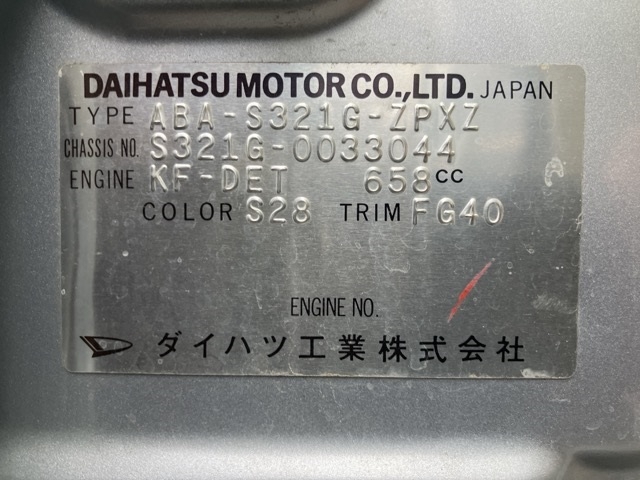 DAIHATSU MOTOR CO.,LTD. JAPAN
TYPE ABA-S321G-ZPXZ
CHASSIS NO. S321G-0033044
ENGINE KF-DET 658CC
COLOR S28 TRIM FG40
ENGINE NO.
ダイハツ工業株式会社